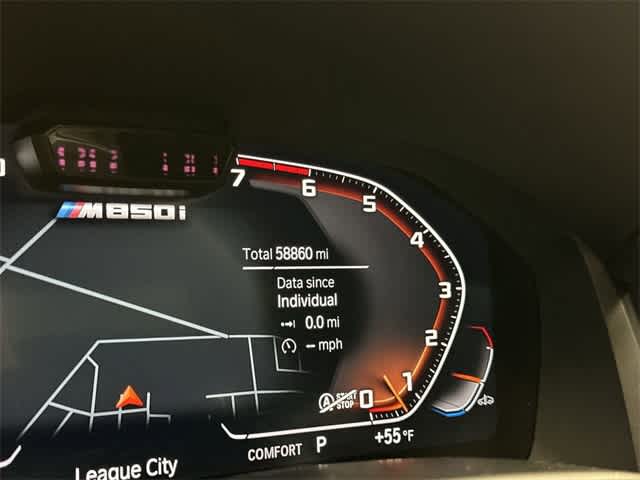 7
6
M850i
5
4
Total 58860 mi
Data since
Individual
3
0.0 mi
2
-- mph
1
A START
STOP
0
COMFORT P +55 °F
League City